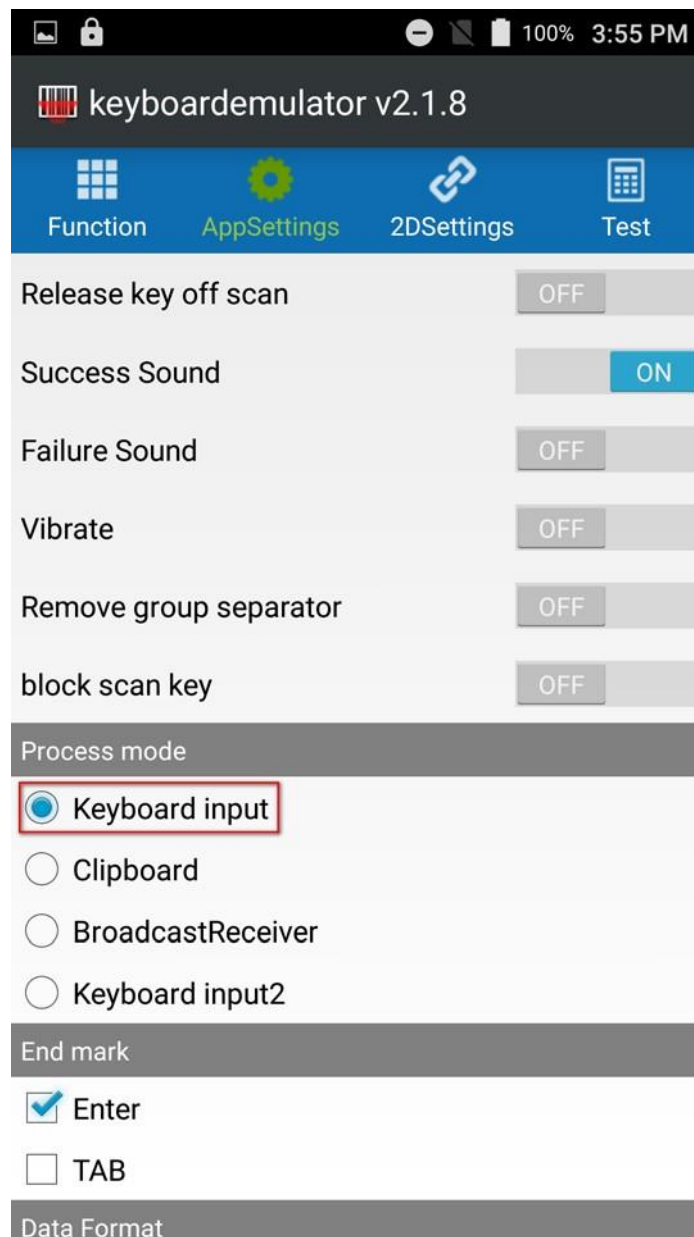 100% 3:55 PM
keyboardemulator v2.1.8
Function AppSettings 2DSettings Test
Release key off scan OFF
Success Sound ON
Failure Sound OFF
Vibrate OFF
Remove group separator OFF
block scan key OFF
Process mode
Keyboard input
Clipboard
BroadcastReceiver
Keyboard input2
End mark
Enter
TAB
Data Format